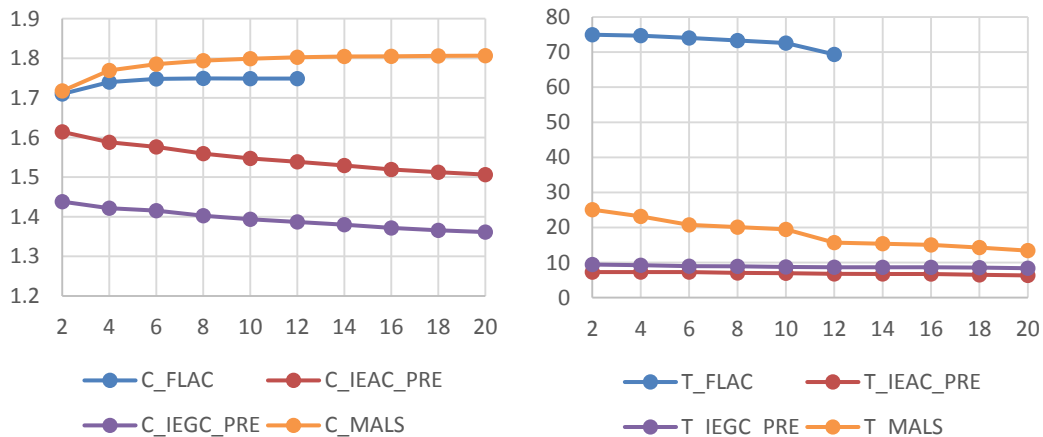 1.9
1.8
1.7
1.6
1.5
1.4
1.3
1.2
2 4 6 8 10 12 14 16 18 20
C_FLAC C_IEAC_PRE
C_IEGC_PRE C_MALS
80
70
60
50
40
30
20
10
0
2 4 6 8 10 12 14 16 18 20
T_FLAC T_IEAC_PRE
T_IEGC_PRE T_MALS